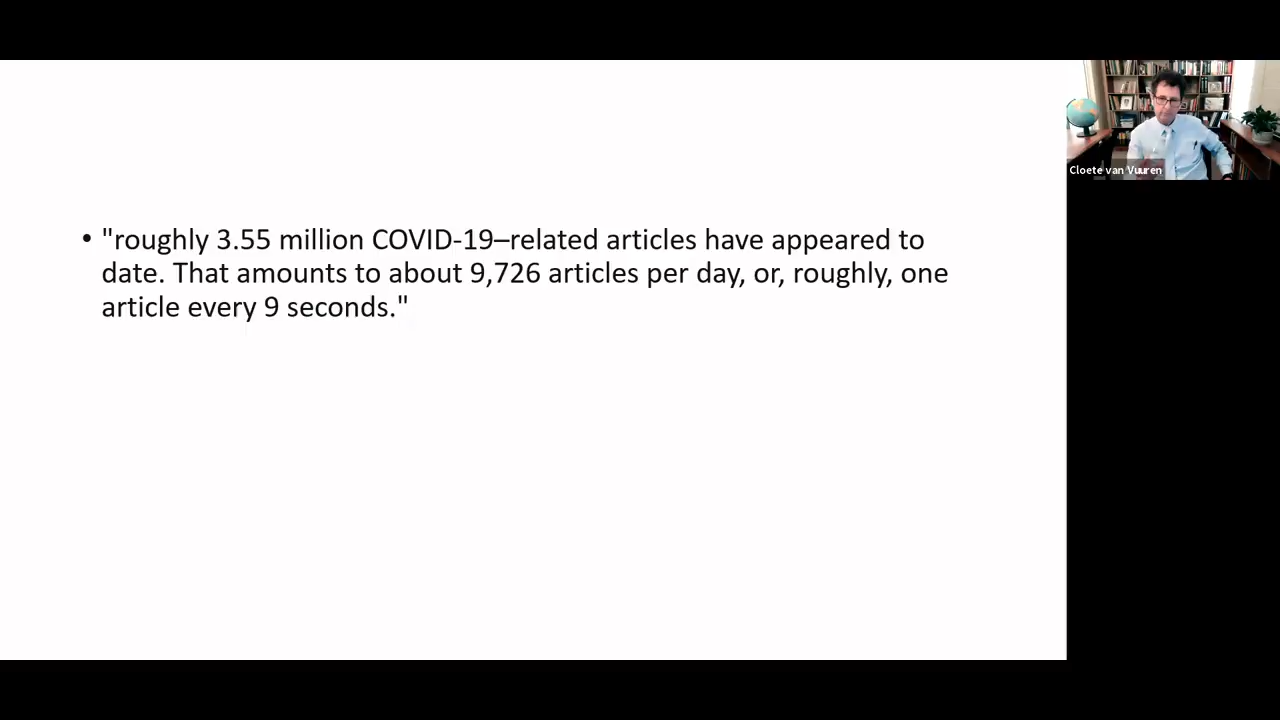 • "roughly 3.55 million COVID-19–related articles have appeared to
date. That amounts to about 9,726 articles per day, or, roughly, one
article every 9 seconds."
Cloete van Vuuren